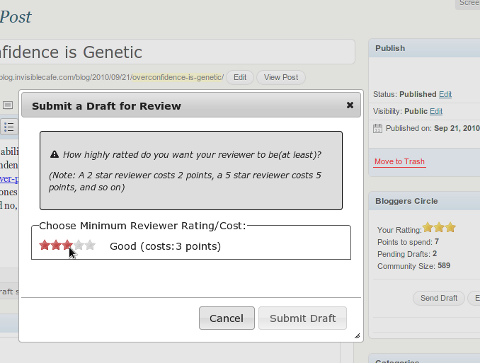 Scree
Post
nfidence is Genetic
blog.invisiblecafe.com/blog/2010/09/21/overconfidence-is-genetic/ Edit View Post
Submit a Draft for Review
How highly ratted do you want your reviewer to be(at least)?
(Note: A 2 star reviewer costs 2 points, a 5 star reviewer costs 5
points, and so on)
Choose Minimum Reviewer Rating/Cost:
Good (costs:3 points)
Cancel Submit Draft
Publish
Status: Published Edit
Visibility: Public Edit
Published on: Sep 21, 2010
Move to Trash
Bloggers Circle
Your Ratting:
Points to spend: 7
Pending Drafts: 2
Community Size: 569
Send Draft
Categories